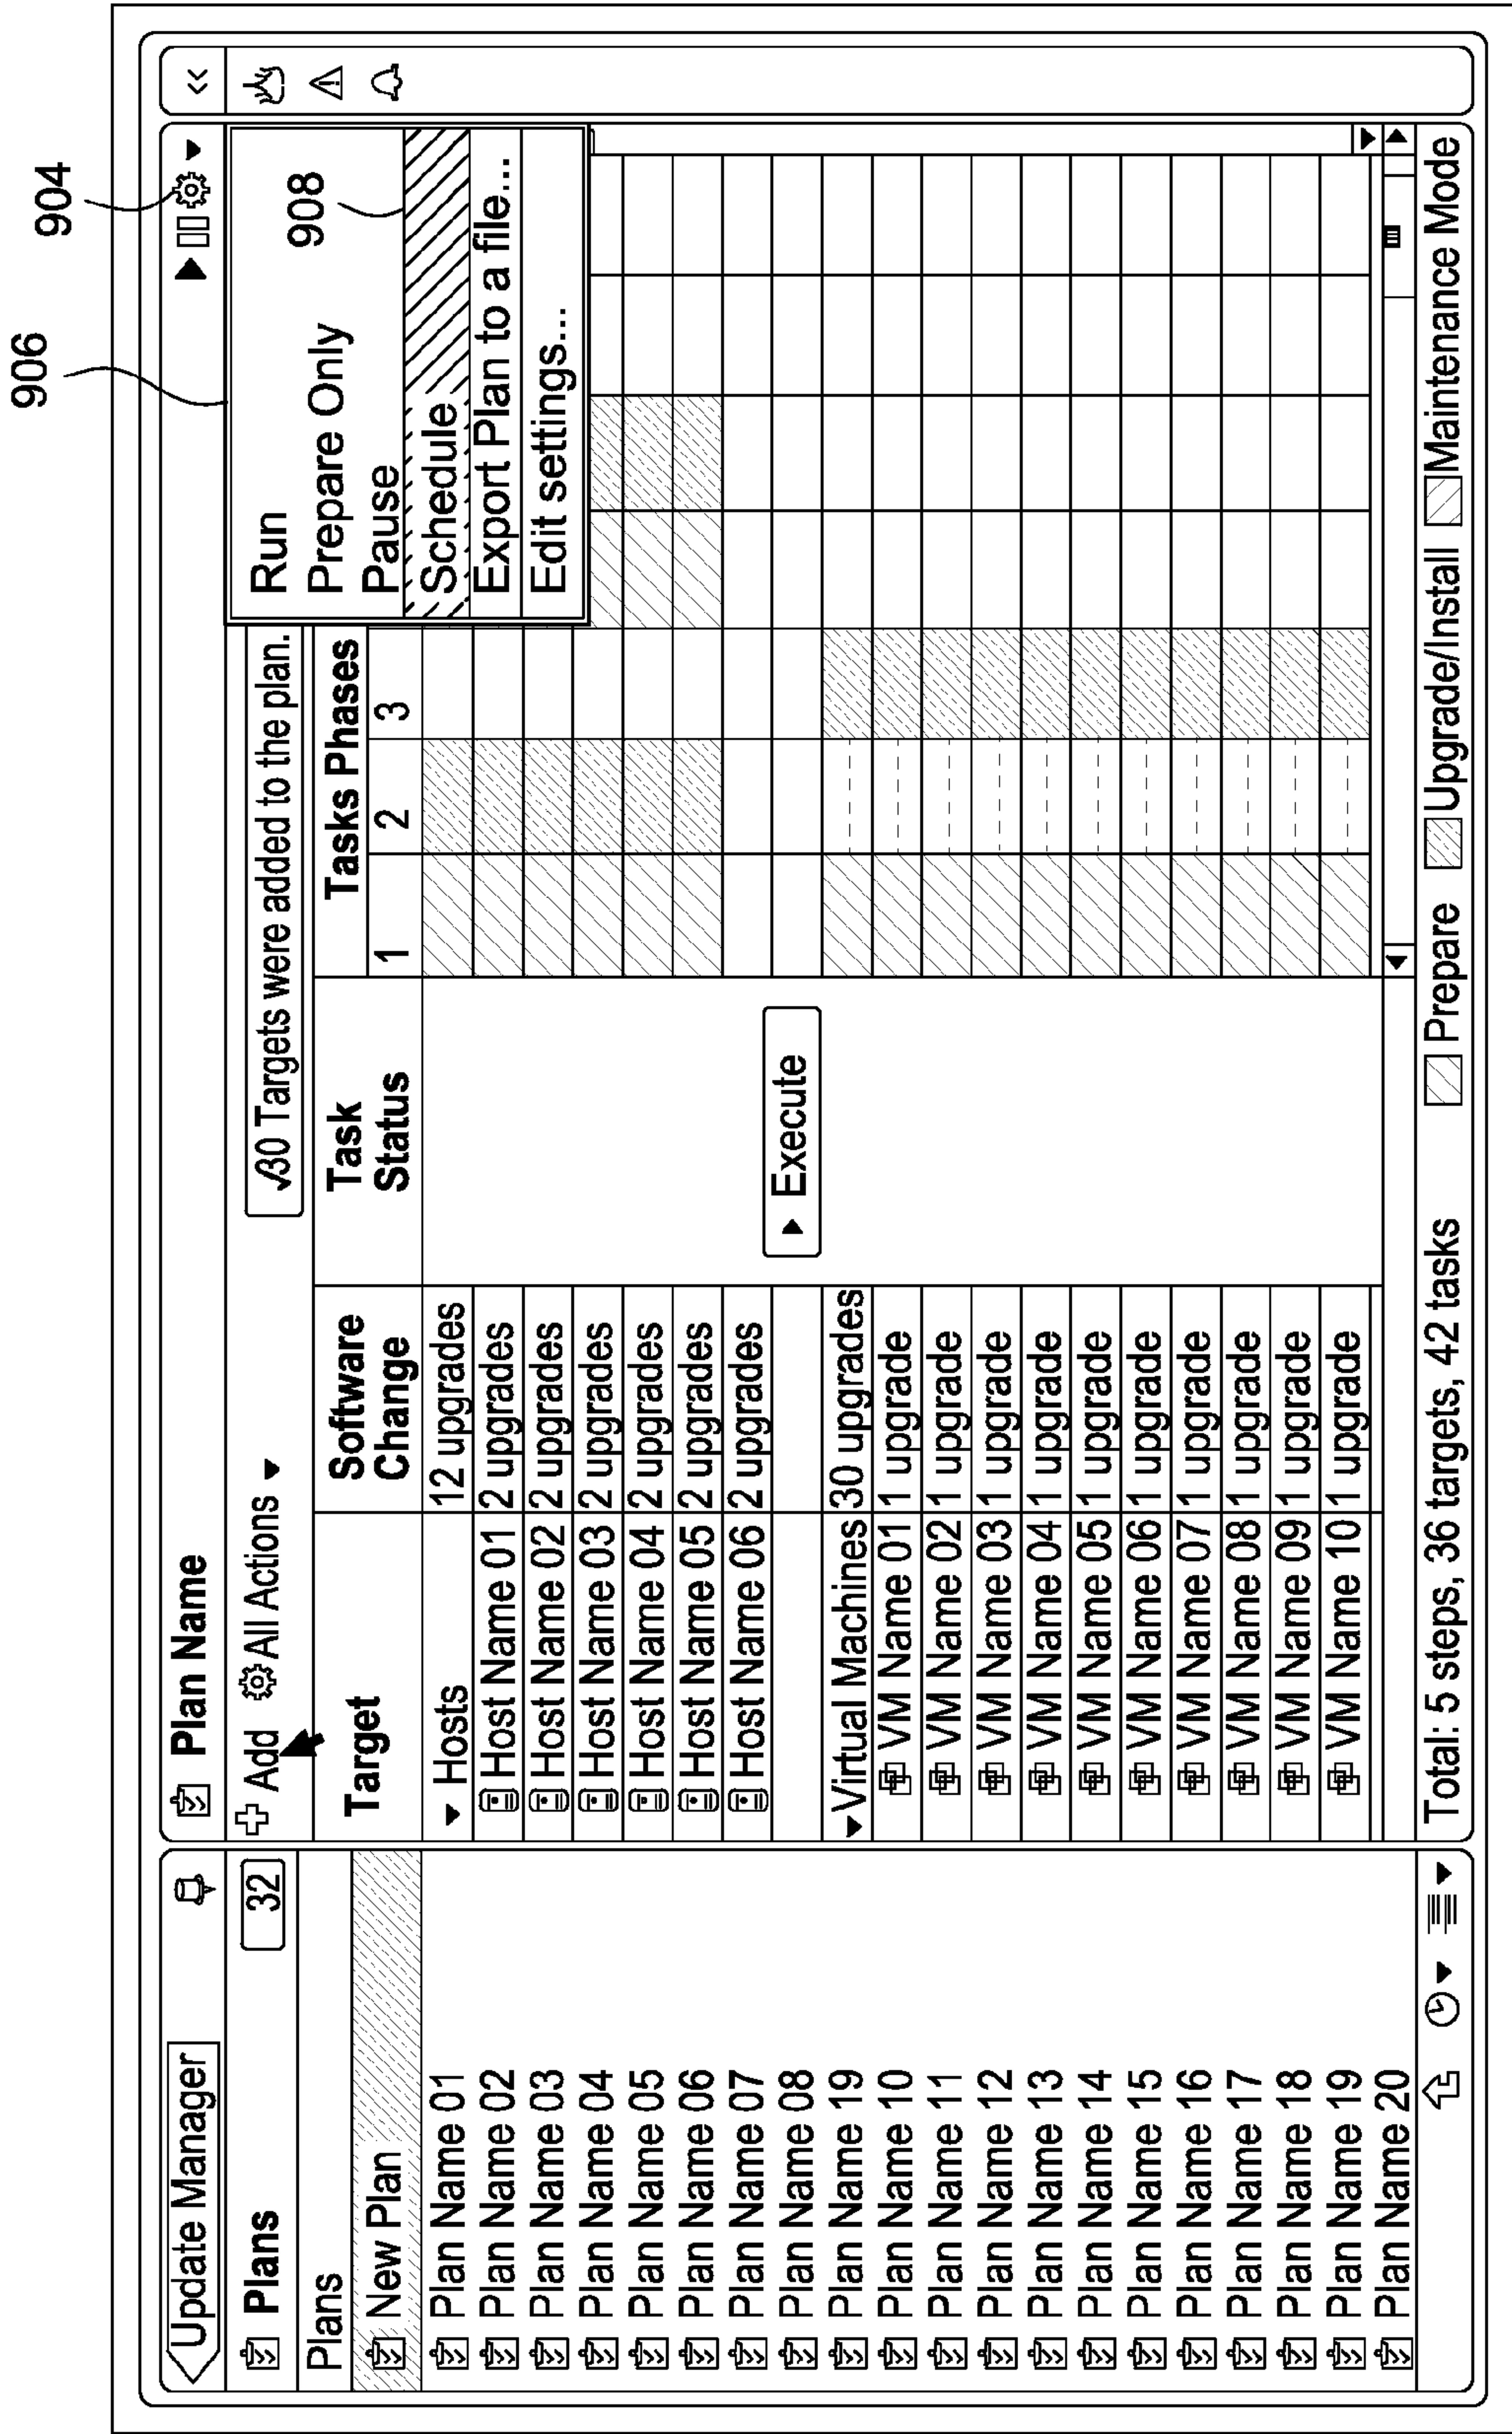 906
904
Update Manager
Plans 32
Plans
New Plan
Plan Name 01
Plan Name 02
Plan Name 03
Plan Name 04
Plan Name 05
Plan Name 06
Plan Name 07
Plan Name 08
Plan Name 19
Plan Name 10
Plan Name 11
Plan Name 12
Plan Name 13
Plan Name 14
Plan Name 15
Plan Name 16
Plan Name 17
Plan Name 18
Plan Name 19
Plan Name 20
Plan Name
Add All Actions
√30 Targets were added to the plan.
Run
Prepare Only
908
Pause
Schedule
Export Plan to a file...
Edit settings...
Target Software Change Task Status Tasks Phases
1 2 3
Hosts 12 upgrades
Host Name 01 2 upgrades
Host Name 02 2 upgrades
Host Name 03 2 upgrades
Host Name 04 2 upgrades
Host Name 05 2 upgrades
Host Name 06 2 upgrades
Execute
Virtual Machines 30 upgrades
VM Name 01 1 upgrade
VM Name 02 1 upgrade
VM Name 03 1 upgrade
VM Name 04 1 upgrade
VM Name 05 1 upgrade
VM Name 06 1 upgrade
VM Name 07 1 upgrade
VM Name 08 1 upgrade
VM Name 09 1 upgrade
VM Name 10 1 upgrade
Total: 5 steps, 36 targets, 42 tasks Prepare Upgrade/Install Maintenance Mode